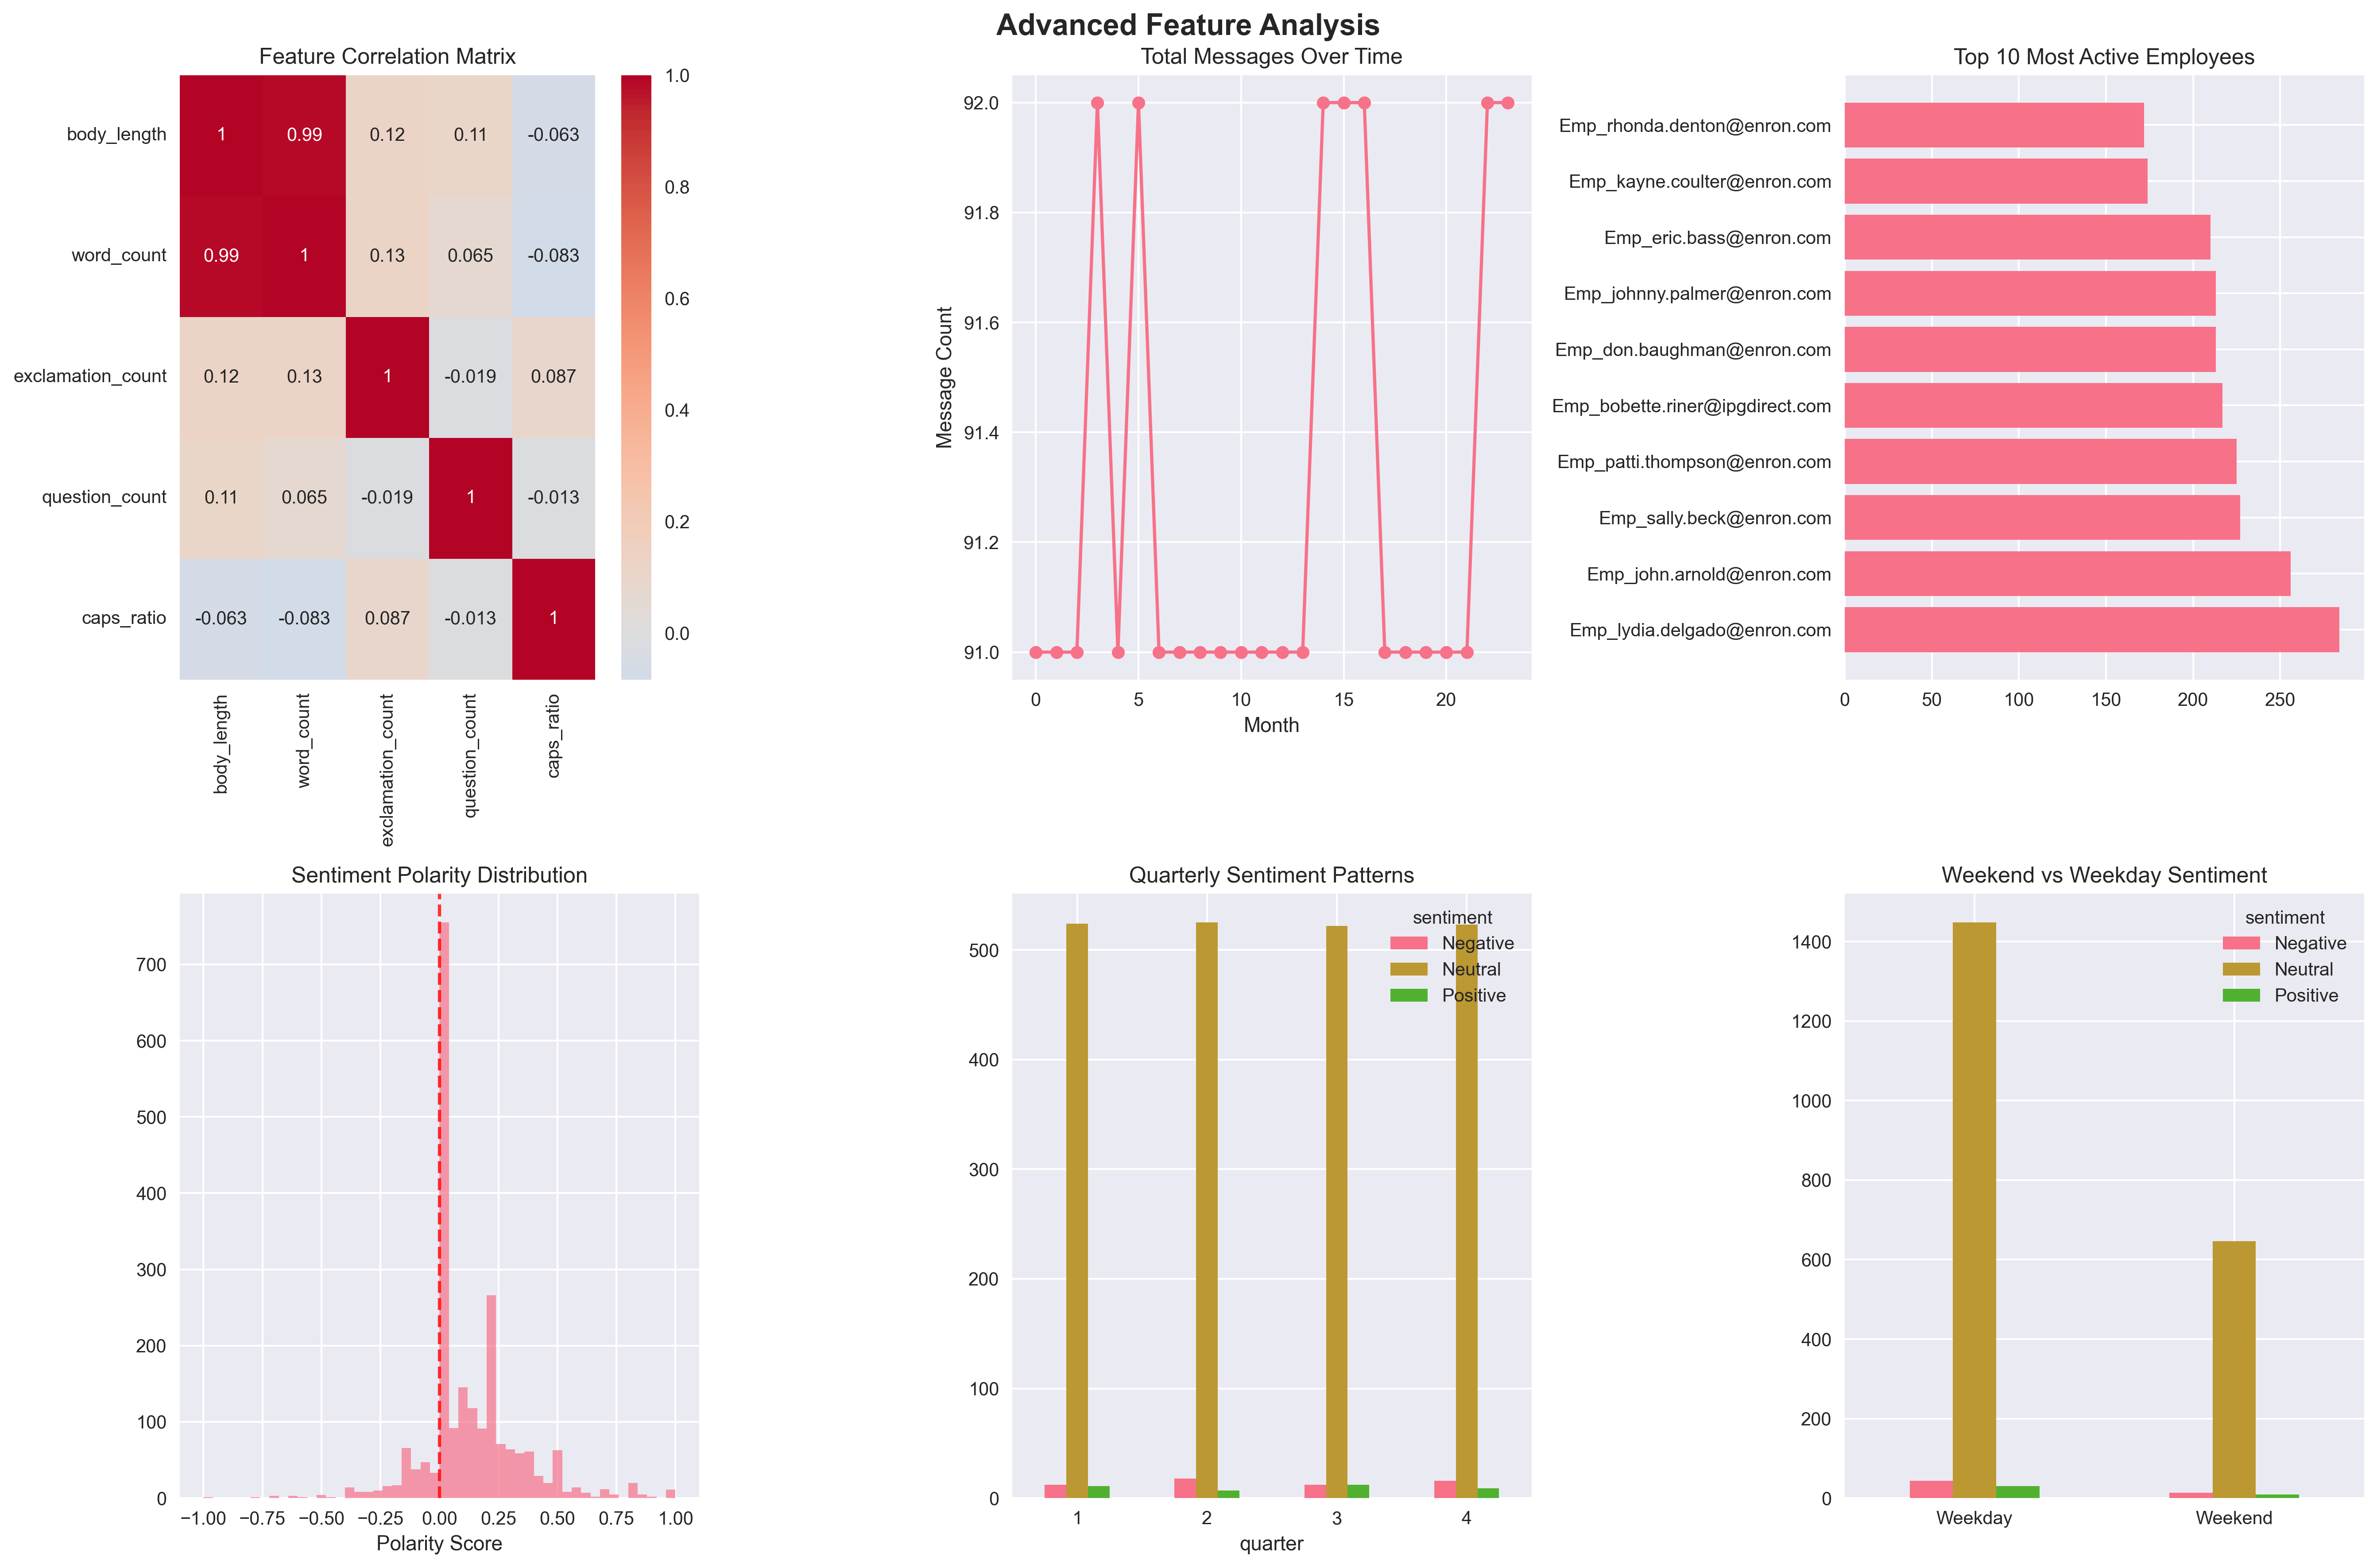 Advanced Feature Analysis
Feature Correlation Matrix
body_length
word_count
exclamation_count
question_count
caps_ratio
1 0.99 0.12 0.11 -0.063
0.99 1 0.13 0.065 -0.083
0.12 0.13 1 -0.019 0.087
0.11 0.065 -0.019 1 -0.013
-0.063 -0.083 0.087 -0.013 1
body_length
word_count
exclamation_count
question_count
caps_ratio
1.0
0.8
0.6
0.4
0.2
0.0
Total Messages Over Time
Message Count
92.0
91.8
91.6
91.4
91.2
91.0
0 5 10 15 20
Month
Top 10 Most Active Employees
Emp_rhonda.denton@enron.com
Emp_kayne.coulter@enron.com
Emp_eric.bass@enron.com
Emp_johnny.palmer@enron.com
Emp_don.baughman@enron.com
Emp_bobette.riner@ipgdirect.com
Emp_patti.thompson@enron.com
Emp_sally.beck@enron.com
Emp_john.arnold@enron.com
Emp_lydia.delgado@enron.com
0 50 100 150 200 250
Sentiment Polarity Distribution
700
600
500
400
300
200
100
0
−1.00 −0.75 −0.50 −0.25 0.00 0.25 0.50 0.75 1.00
Polarity Score
Quarterly Sentiment Patterns
sentiment
Negative
Neutral
Positive
500
400
300
200
100
0
1 2 3 4
quarter
Weekend vs Weekday Sentiment
sentiment
Negative
Neutral
Positive
1400
1200
1000
800
600
400
200
0
Weekday Weekend